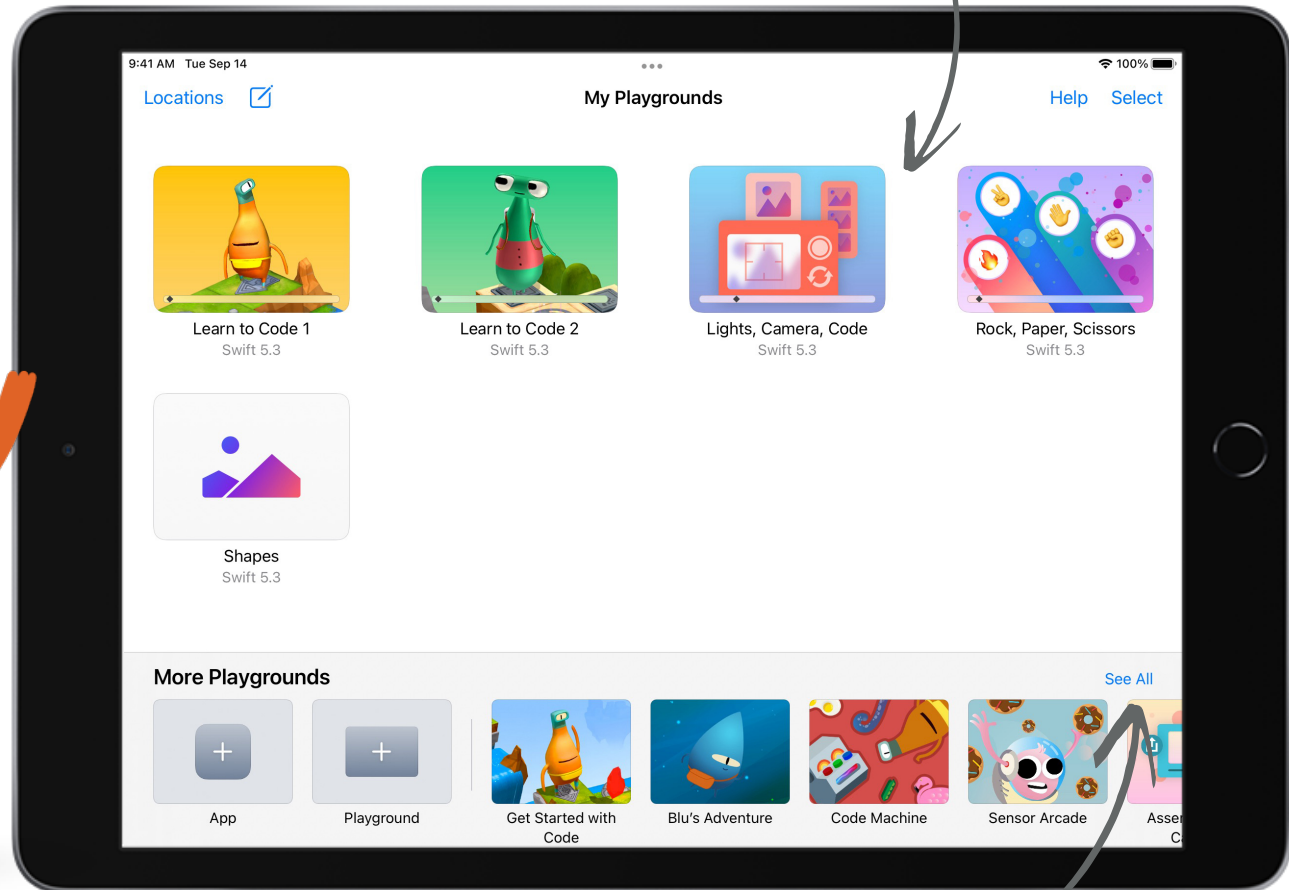 9:41 AM Tue Sep 14
100%
Locations
My Playgrounds
Help Select
Learn to Code 1
Swift 5.3
Learn to Code 2
Swift 5.3
Lights, Camera, Code
Swift 5.3
Rock, Paper, Scissors
Swift 5.3
Shapes
Swift 5.3
More Playgrounds
See All
App
Playground
Get Started with
Code
Blu's Adventure
Code Machine
Sensor Arcade